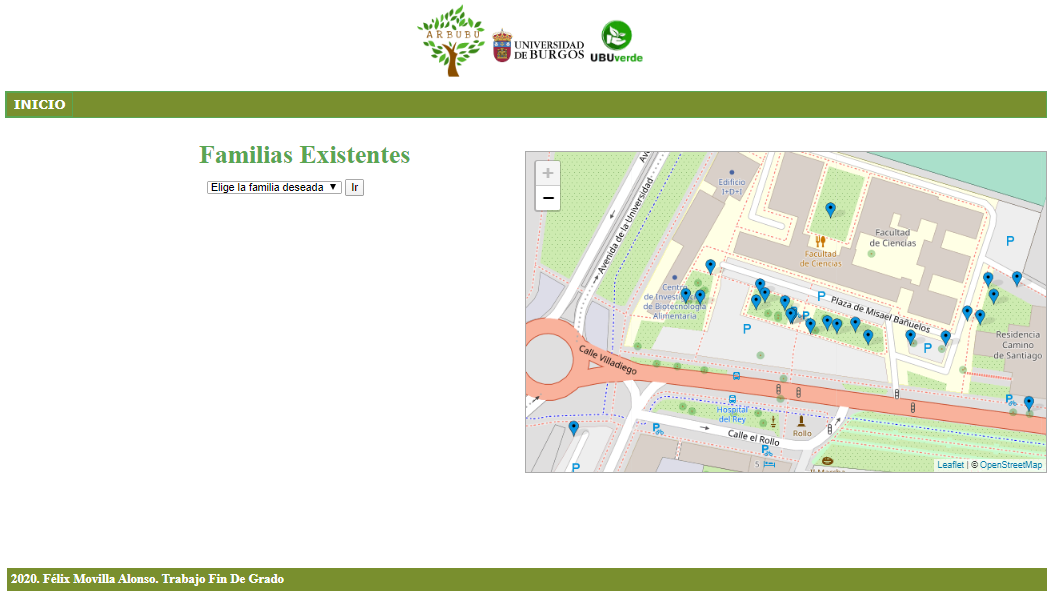 ARBUBU
UNIVERSIDAD
DE BURGOS
UBUverde
INICIO
Familias Existentes
Elige la familia deseada ▼
Ir
+
−
Avenida de la Universidad
Edificio
I+D+I
Facultad
de Ciencias
Facultad
de Ciencias
P
Centro
de Investigación
de Biotecnología
Alimentaria
P
P
Plaza de Misael Bañuelos
P
P
Residencia
Camino
de Santiago
Calle Villadiego
Hospital
del Rey
P
P
Calle el Rollo
Rollo
P
P
5
Leaflet | © OpenStreetMap
2020. Félix Movilla Alonso. Trabajo Fin De Grado